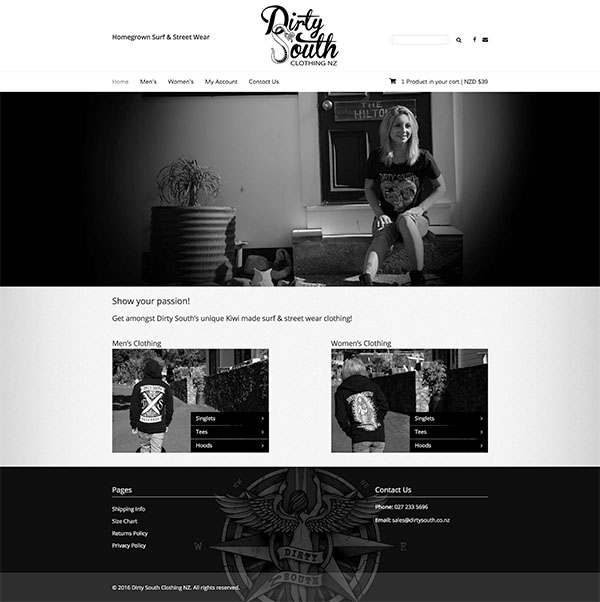 Homegrown Surf & Street Wear
Dirty
South
CLOTHING NZ
Home Men's Women's My Account Contact Us
1 Product in your cart | NZD $39
THE
HILTON
DIRTY SOUTH
Show your passion!
Get amongst Dirty South's unique Kiwi made surf & street wear clothing!
Men's Clothing
Women's Clothing
Singlets
Tees
Hoods
Singlets
Tees
Hoods
Pages
Shipping Info
Size Chart
Returns Policy
Privacy Policy
Contact Us
Phone: 027 233 5696
Email: sales@dirtysouth.co.nz
W
E
DIRTY
SOUTH
© 2016 Dirty South Clothing NZ. All rights reserved.